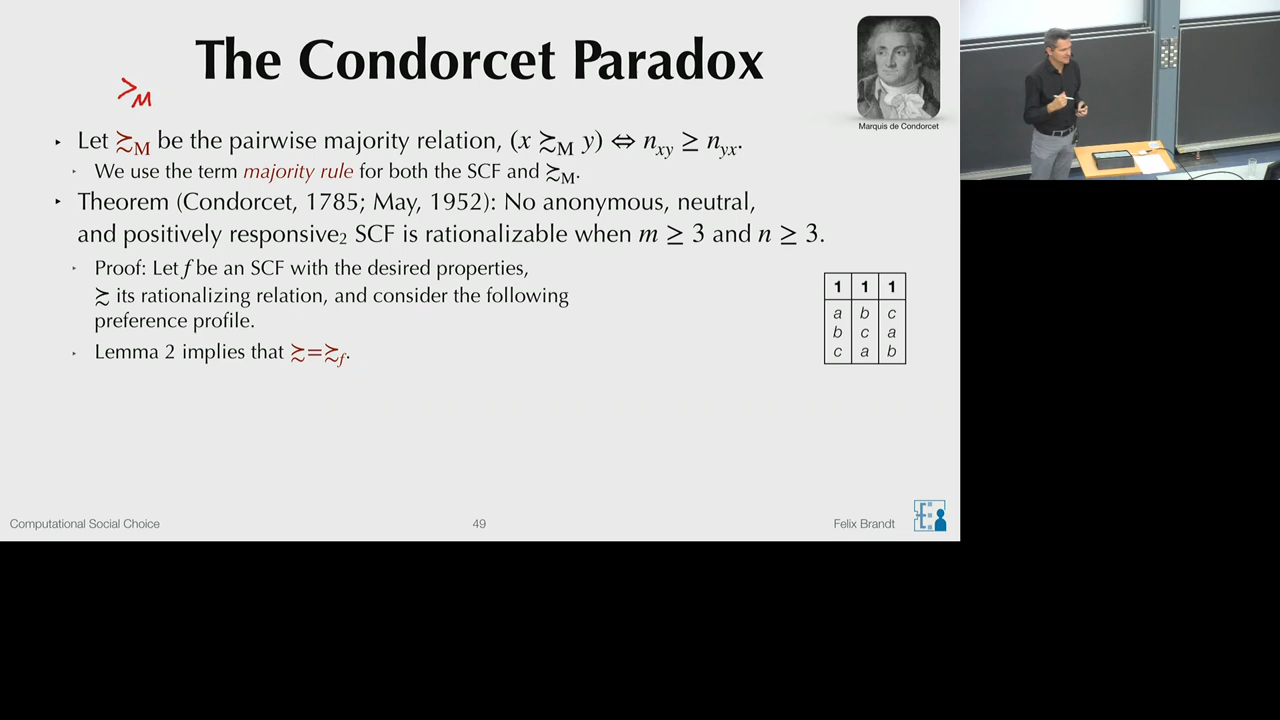 The Condorcet Paradox
>M
Marquis de Condorcet
‣ Let ≿M be the pairwise majority relation, (x ≿M y) ⇔ nxy ≥ nyx.
‣ We use the term majority rule for both the SCF and ≿M.
‣ Theorem (Condorcet, 1785; May, 1952): No anonymous, neutral,
and positively responsive₂ SCF is rationalizable when m ≥ 3 and n ≥ 3.
‣ Proof: Let f be an SCF with the desired properties,
≿ its rationalizing relation, and consider the following
preference profile.
‣ Lemma 2 implies that ≿=≿f.
1 1 1
a b c
b c a
c a b
Computational Social Choice
49
Felix Brandt